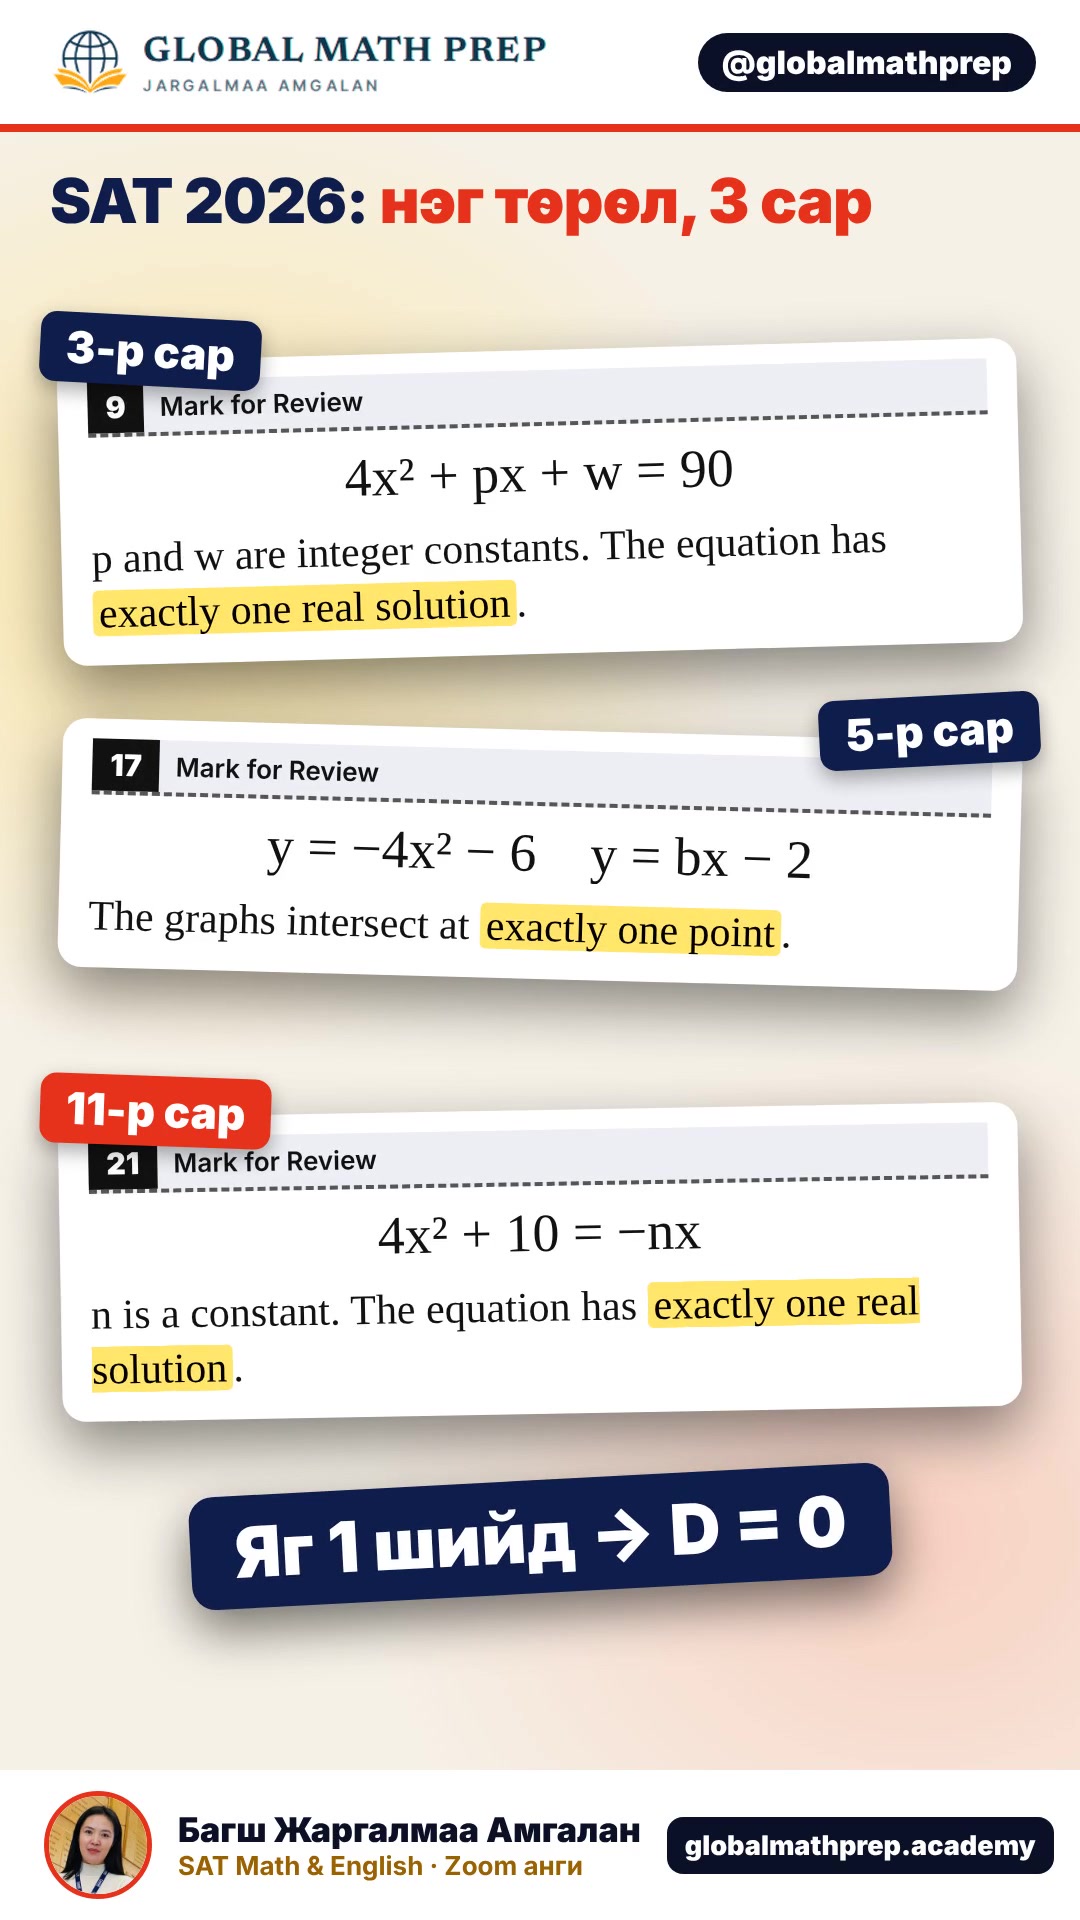 GLOBAL MATH PREP
JARGALMAA AMGALAN
@globalmathprep
SAT 2026: нэг төрөл, 3 сар
3-р сар
9 Mark for Review
4x² + px + w = 90
p and w are integer constants. The equation has
exactly one real solution.
5-р сар
17 Mark for Review
y = −4x² − 6 y = bx − 2
The graphs intersect at exactly one point.
11-р сар
21 Mark for Review
4x² + 10 = −nx
n is a constant. The equation has exactly one real
solution.
Яг 1 шийд → D = 0
Багш Жаргалмаа Амгалан
SAT Math & English · Zoom анги
globalmathprep.academy